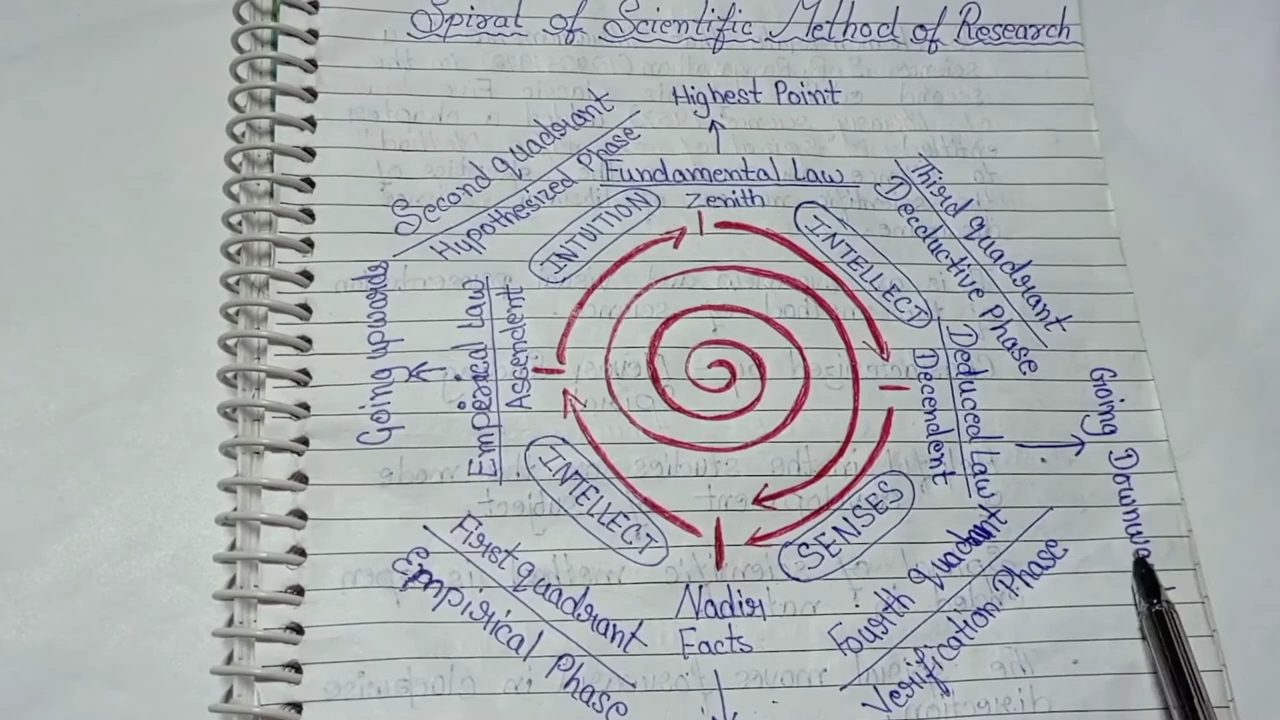 Spiral of Scientific Method of Research
Highest Point
Fundamental Law
Zenith
Second quadrant
Hypothesized Phase
INTUITION
INTELLECT
Third quadrant
Deductive Phase
Going upwards
Empirical Law
Ascendent
Decendent
Deduced Law
Going Downwa
INTELLECT
First quadrant
Empirical Phase
SENSES
Fourth quadrant
Verification Phase
Nadir
Facts